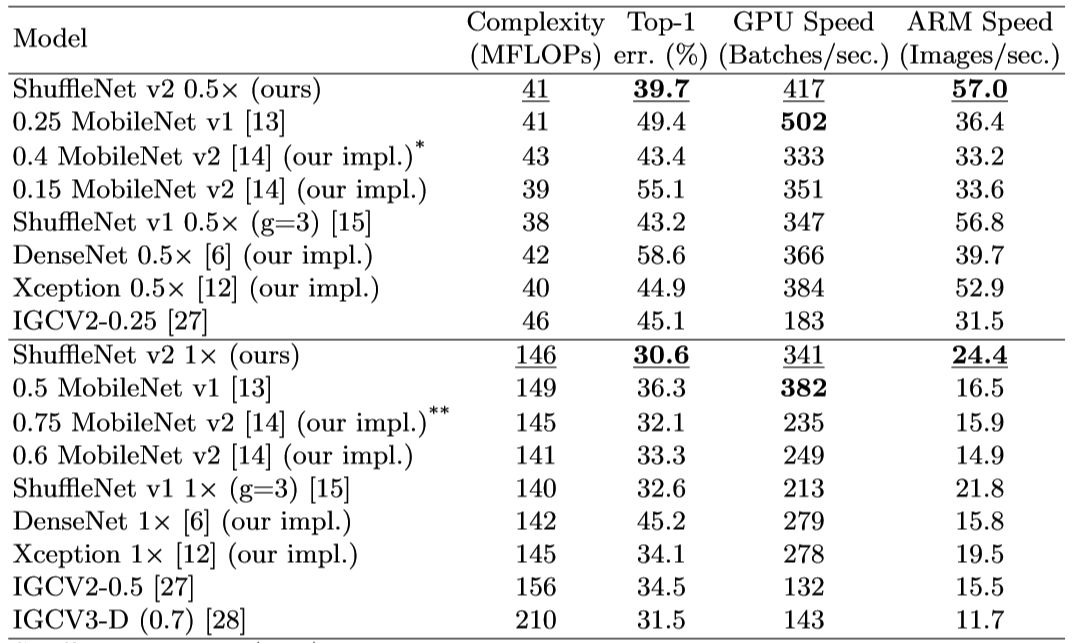 Model Complexity (MFLOPs) Top-1 err. (%) GPU Speed (Batches/sec.) ARM Speed (Images/sec.)
ShuffleNet v2 0.5× (ours) 41 39.7 417 57.0
0.25 MobileNet v1 [13] 41 49.4 502 36.4
0.4 MobileNet v2 [14] (our impl.)* 43 43.4 333 33.2
0.15 MobileNet v2 [14] (our impl.) 39 55.1 351 33.6
ShuffleNet v1 0.5× (g=3) [15] 38 43.2 347 56.8
DenseNet 0.5× [6] (our impl.) 42 58.6 366 39.7
Xception 0.5× [12] (our impl.) 40 44.9 384 52.9
IGCV2-0.25 [27] 46 45.1 183 31.5
ShuffleNet v2 1× (ours) 146 30.6 341 24.4
0.5 MobileNet v1 [13] 149 36.3 382 16.5
0.75 MobileNet v2 [14] (our impl.)** 145 32.1 235 15.9
0.6 MobileNet v2 [14] (our impl.) 141 33.3 249 14.9
ShuffleNet v1 1× (g=3) [15] 140 32.6 213 21.8
DenseNet 1× [6] (our impl.) 142 45.2 279 15.8
Xception 1× [12] (our impl.) 145 34.1 278 19.5
IGCV2-0.5 [27] 156 34.5 132 15.5
IGCV3-D (0.7) [28] 210 31.5 143 11.7